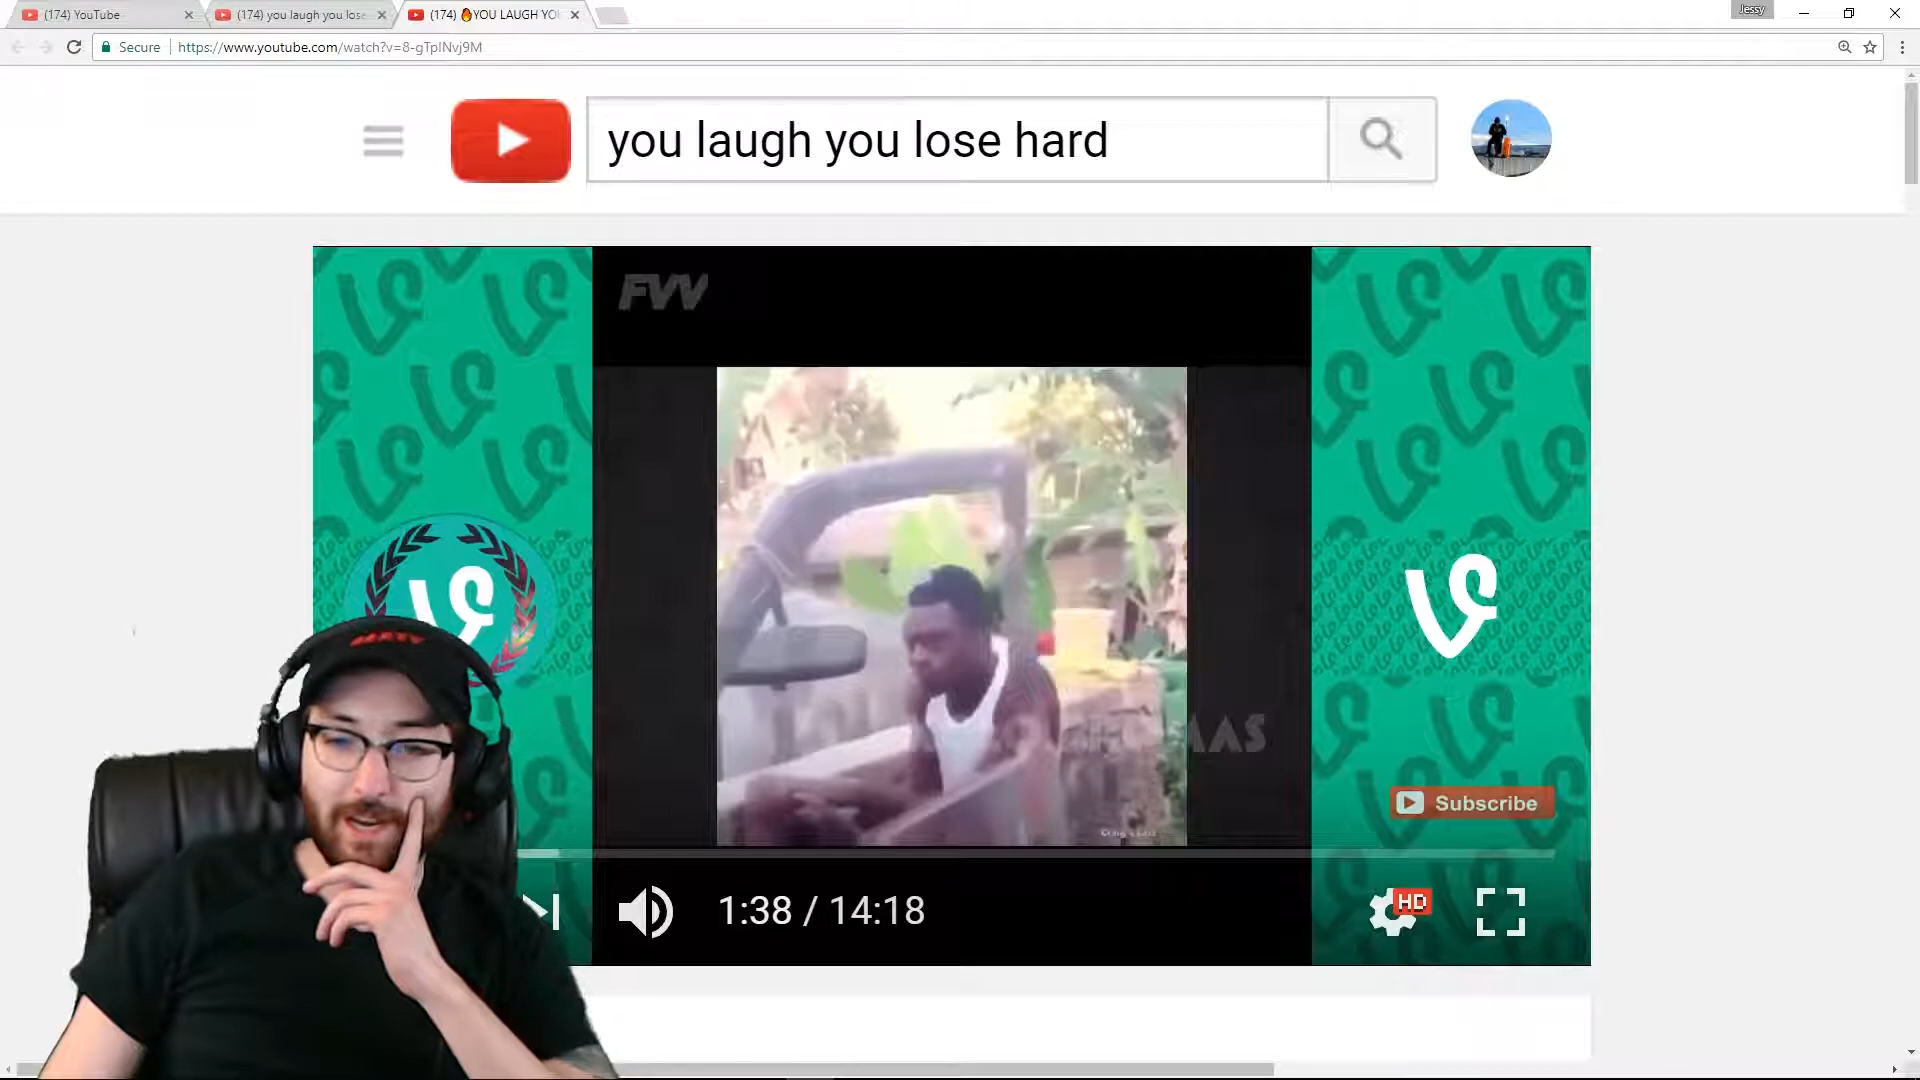 (174) YouTube
(174) you laugh you lose
(174) 🔥YOU LAUGH YO
Jessy
Secure
https://www.youtube.com/watch?v=8-gTpINvj9M
you laugh you lose hard
FVV
Subscribe
1:38 / 14:18
HD